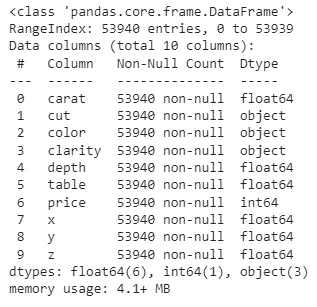 <class 'pandas.core.frame.DataFrame'>
RangeIndex: 53940 entries, 0 to 53939
Data columns (total 10 columns):
 #   Column   Non-Null Count  Dtype
---  ------   --------------  -----
 0   carat    53940 non-null  float64
 1   cut      53940 non-null  object
 2   color    53940 non-null  object
 3   clarity  53940 non-null  object
 4   depth    53940 non-null  float64
 5   table    53940 non-null  float64
 6   price    53940 non-null  int64
 7   x        53940 non-null  float64
 8   y        53940 non-null  float64
 9   z        53940 non-null  float64
dtypes: float64(6), int64(1), object(3)
memory usage: 4.1+ MB